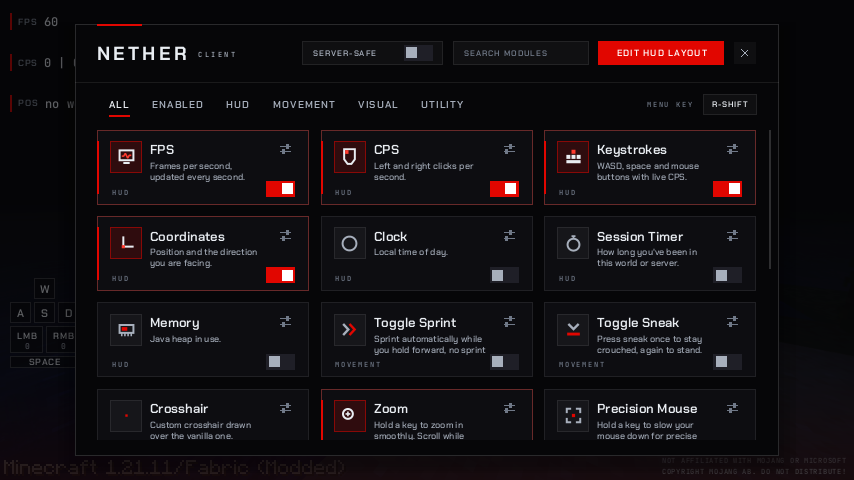 FPS 60
CPS 0 |
POS no w
NETHER CLIENT
SERVER-SAFE
SEARCH MODULES
EDIT HUD LAYOUT
ALL ENABLED HUD MOVEMENT VISUAL UTILITY
MENU KEY R-SHIFT
FPS
Frames per second,
updated every second.
HUD
CPS
Left and right clicks per
second.
HUD
Keystrokes
WASD, space and mouse
buttons with live CPS.
HUD
Coordinates
Position and the direction
you are facing.
HUD
Clock
Local time of day.
HUD
Session Timer
How long you've been in
this world or server.
HUD
Memory
Java heap in use.
HUD
Toggle Sprint
Sprint automatically while
you hold forward, no sprint
MOVEMENT
Toggle Sneak
Press sneak once to stay
crouched, again to stand.
MOVEMENT
Crosshair
Custom crosshair drawn
over the vanilla one.
Zoom
Hold a key to zoom in
smoothly. Scroll while
Precision Mouse
Hold a key to slow your
mouse down for precise
W
A S D
LMB RMB
0 0
SPACE
Minecraft 1.21.11/Fabric (Modded)
NOT AFFILIATED WITH MOJANG OR MICROSOFT
COPYRIGHT MOJANG AB. DO NOT DISTRIBUTE!